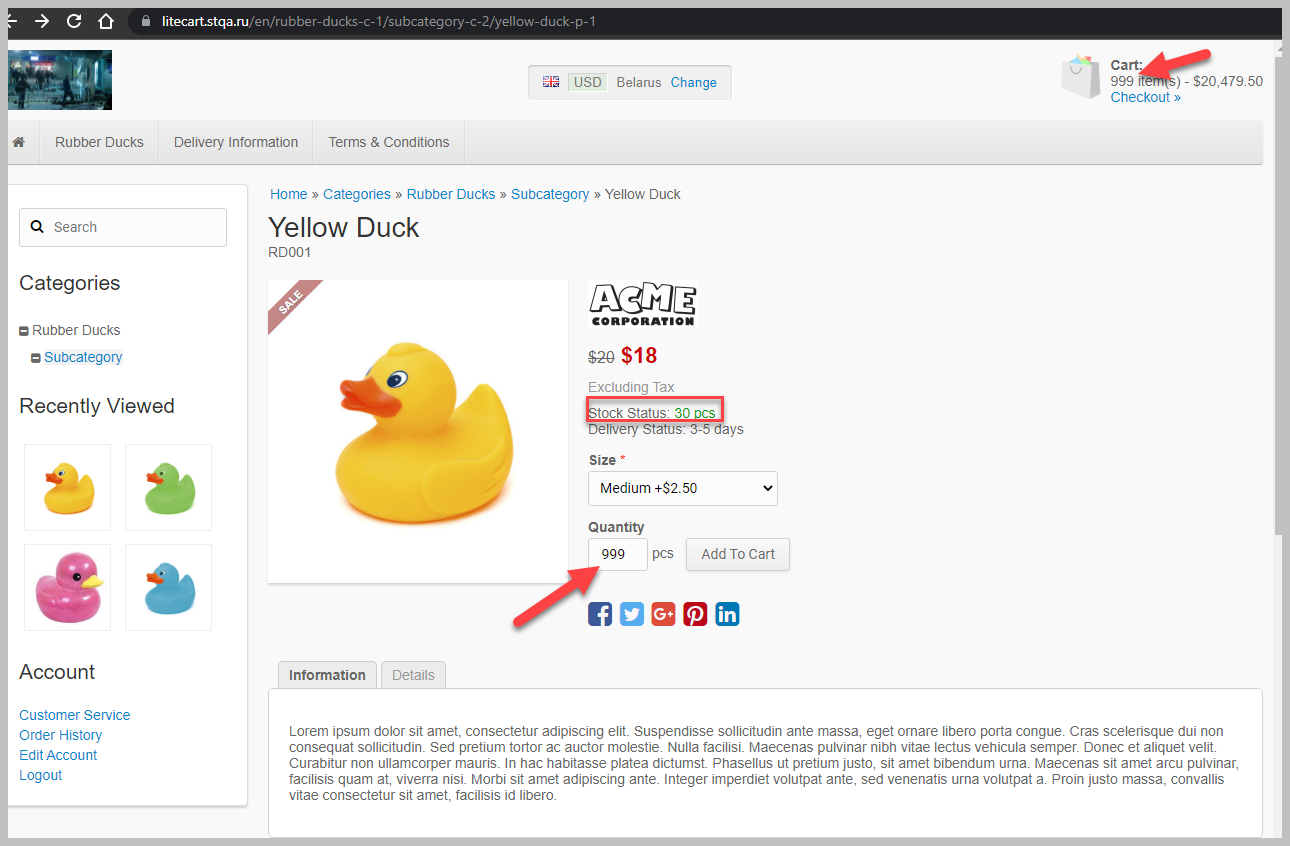 litecart.stqa.ru/en/rubber-ducks-c-1/subcategory-c-2/yellow-duck-p-1
USD Belarus Change
Cart:
999 item(s) - $20,479.50
Checkout »
Rubber Ducks Delivery Information Terms & Conditions
Search
Categories
Rubber Ducks
Subcategory
Recently Viewed
Account
Customer Service
Order History
Edit Account
Logout
Home » Categories » Rubber Ducks » Subcategory » Yellow Duck
Yellow Duck
RD001
SALE
ACME
CORPORATION
$20 $18
Excluding Tax
Stock Status: 30 pcs
Delivery Status: 3-5 days
Size *
Medium +$2.50
Quantity
999 pcs Add To Cart
Information Details
Lorem ipsum dolor sit amet, consectetur adipiscing elit. Suspendisse sollicitudin ante massa, eget ornare libero porta congue. Cras scelerisque dui non
consequat sollicitudin. Sed pretium tortor ac auctor molestie. Nulla facilisi. Maecenas pulvinar nibh vitae lectus vehicula semper. Donec et aliquet velit.
Curabitur non ullamcorper mauris. In hac habitasse platea dictumst. Phasellus ut pretium justo, sit amet bibendum urna. Maecenas sit amet arcu pulvinar,
facilisis quam at, viverra nisi. Morbi sit amet adipiscing ante. Integer imperdiet volutpat ante, sed venenatis urna volutpat a. Proin justo massa, convallis
vitae consectetur sit amet, facilisis id libero.